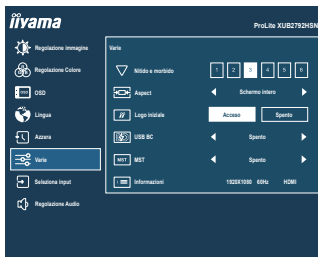 iiyama
ProLite XUB2792HSN
Regolazione immagine
Regolazione Colore
OSD
OSD
Lingua
Azzera
Varie
Seleziona input
Regolazione Audio
Varie
Nitido e morbido 1 2 3 4 5 6
Aspect Schermo intero
Logo iniziale Acceso Spento
USB BC Spento
MST MST Spento
Informazioni 1920X1080 60Hz HDMI